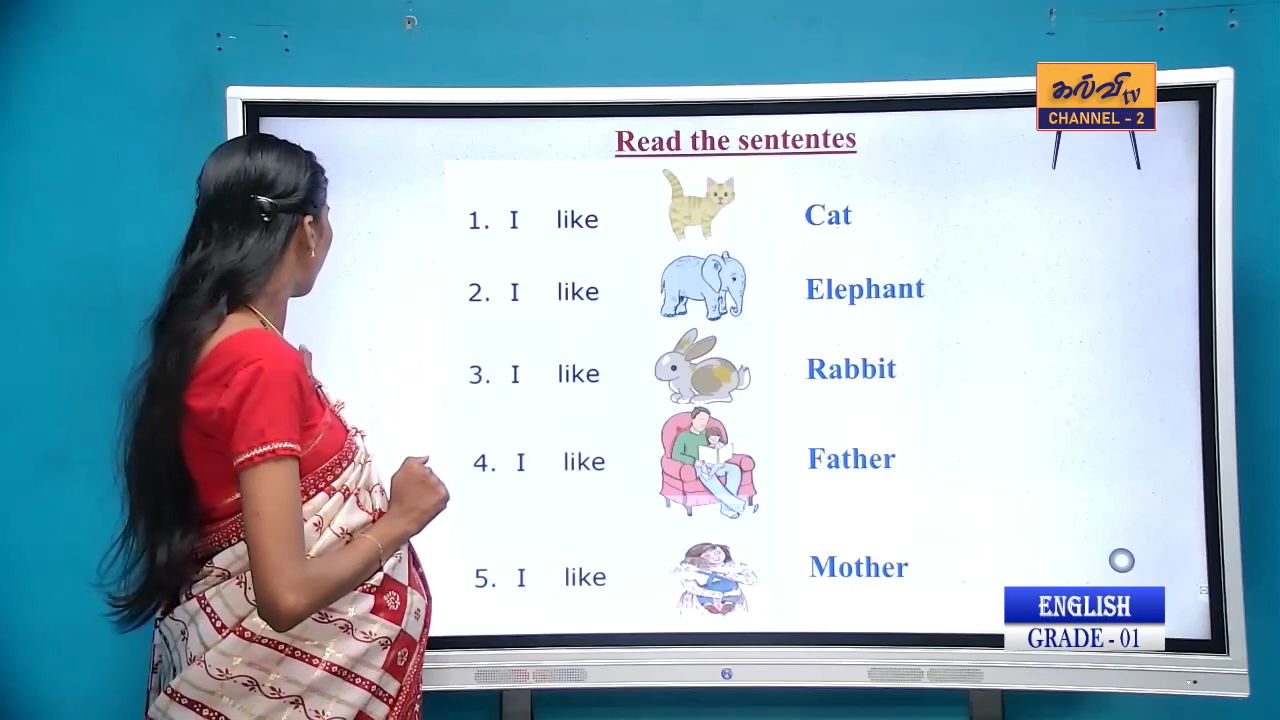 கல்வி tv
CHANNEL - 2
Read the sententes
1. I like Cat
2. I like Elephant
3. I like Rabbit
4. I like Father
5. I like Mother
ENGLISH
GRADE - 01